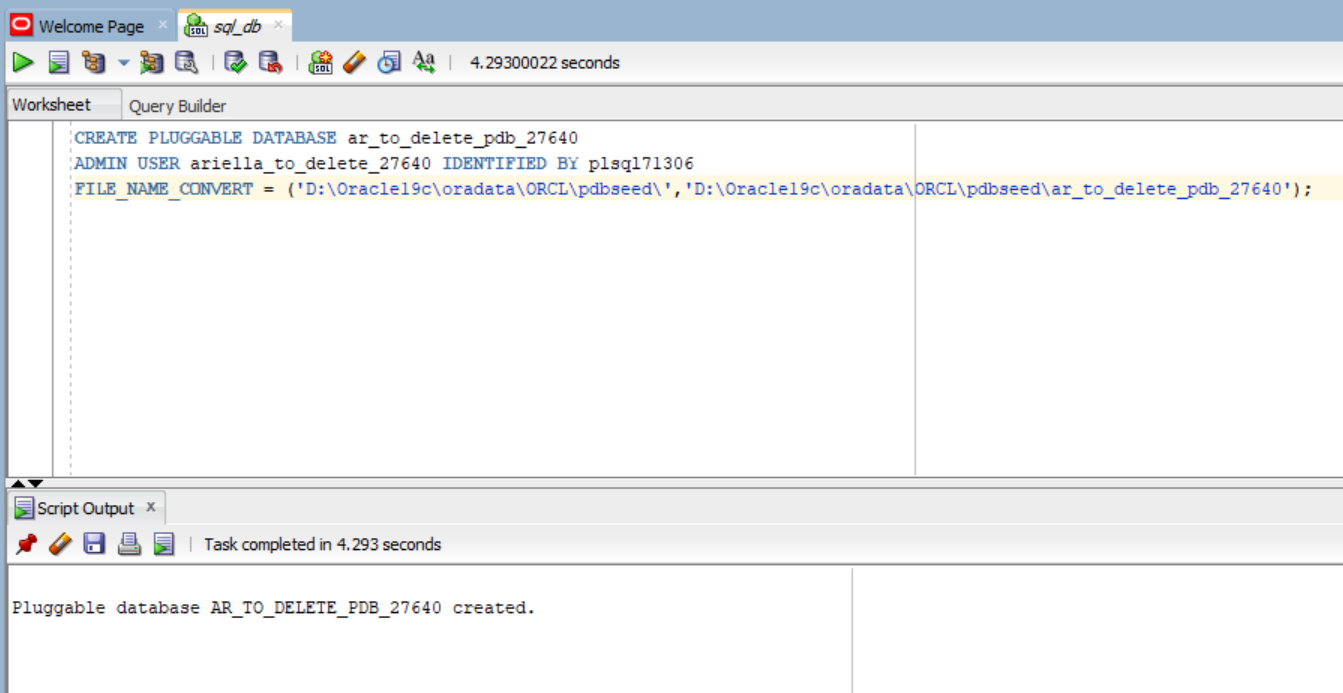 Welcome Page
sql_db
4.29300022 seconds
Worksheet
Query Builder
CREATE PLUGGABLE DATABASE ar_to_delete_pdb_27640
ADMIN USER ariella_to_delete_27640 IDENTIFIED BY plsql71306
FILE_NAME_CONVERT = ('D:\Oracle19c\oradata\ORCL\pdbseed\','D:\Oracle19c\oradata\ORCL\pdbseed\ar_to_delete_pdb_27640');
Script Output
Task completed in 4.293 seconds
Pluggable database AR_TO_DELETE_PDB_27640 created.